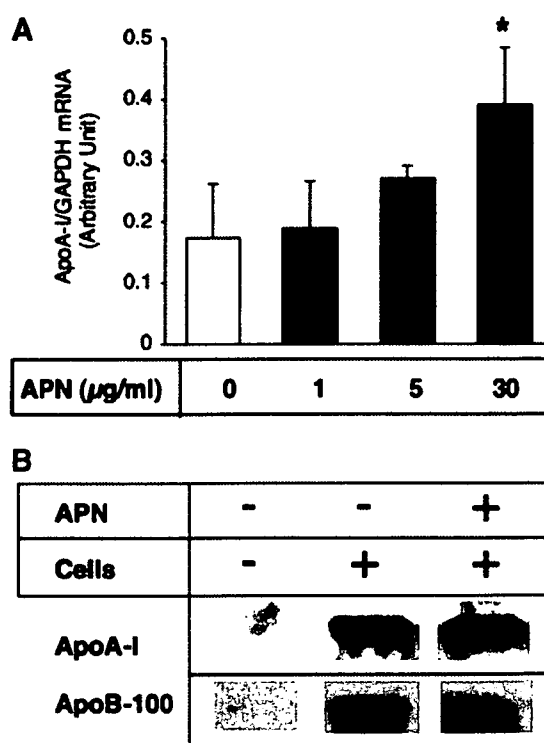 A
ApoA-I/GAPDH mRNA
(Arbitrary Unit)
0.5
0.4
0.3
0.2
0.1
0
*
APN (µg/ml) 0 1 5 30
B
APN - - +
Cells - + +
ApoA-I
ApoB-100